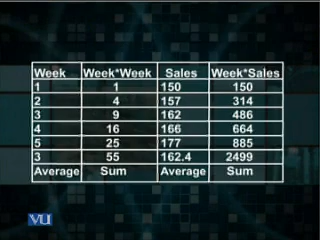 Week Week*Week Sales Week*Sales
1 1 150 150
2 4 157 314
3 9 162 486
4 16 166 664
5 25 177 885
3 55 162.4 2499
Average Sum Average Sum
VU